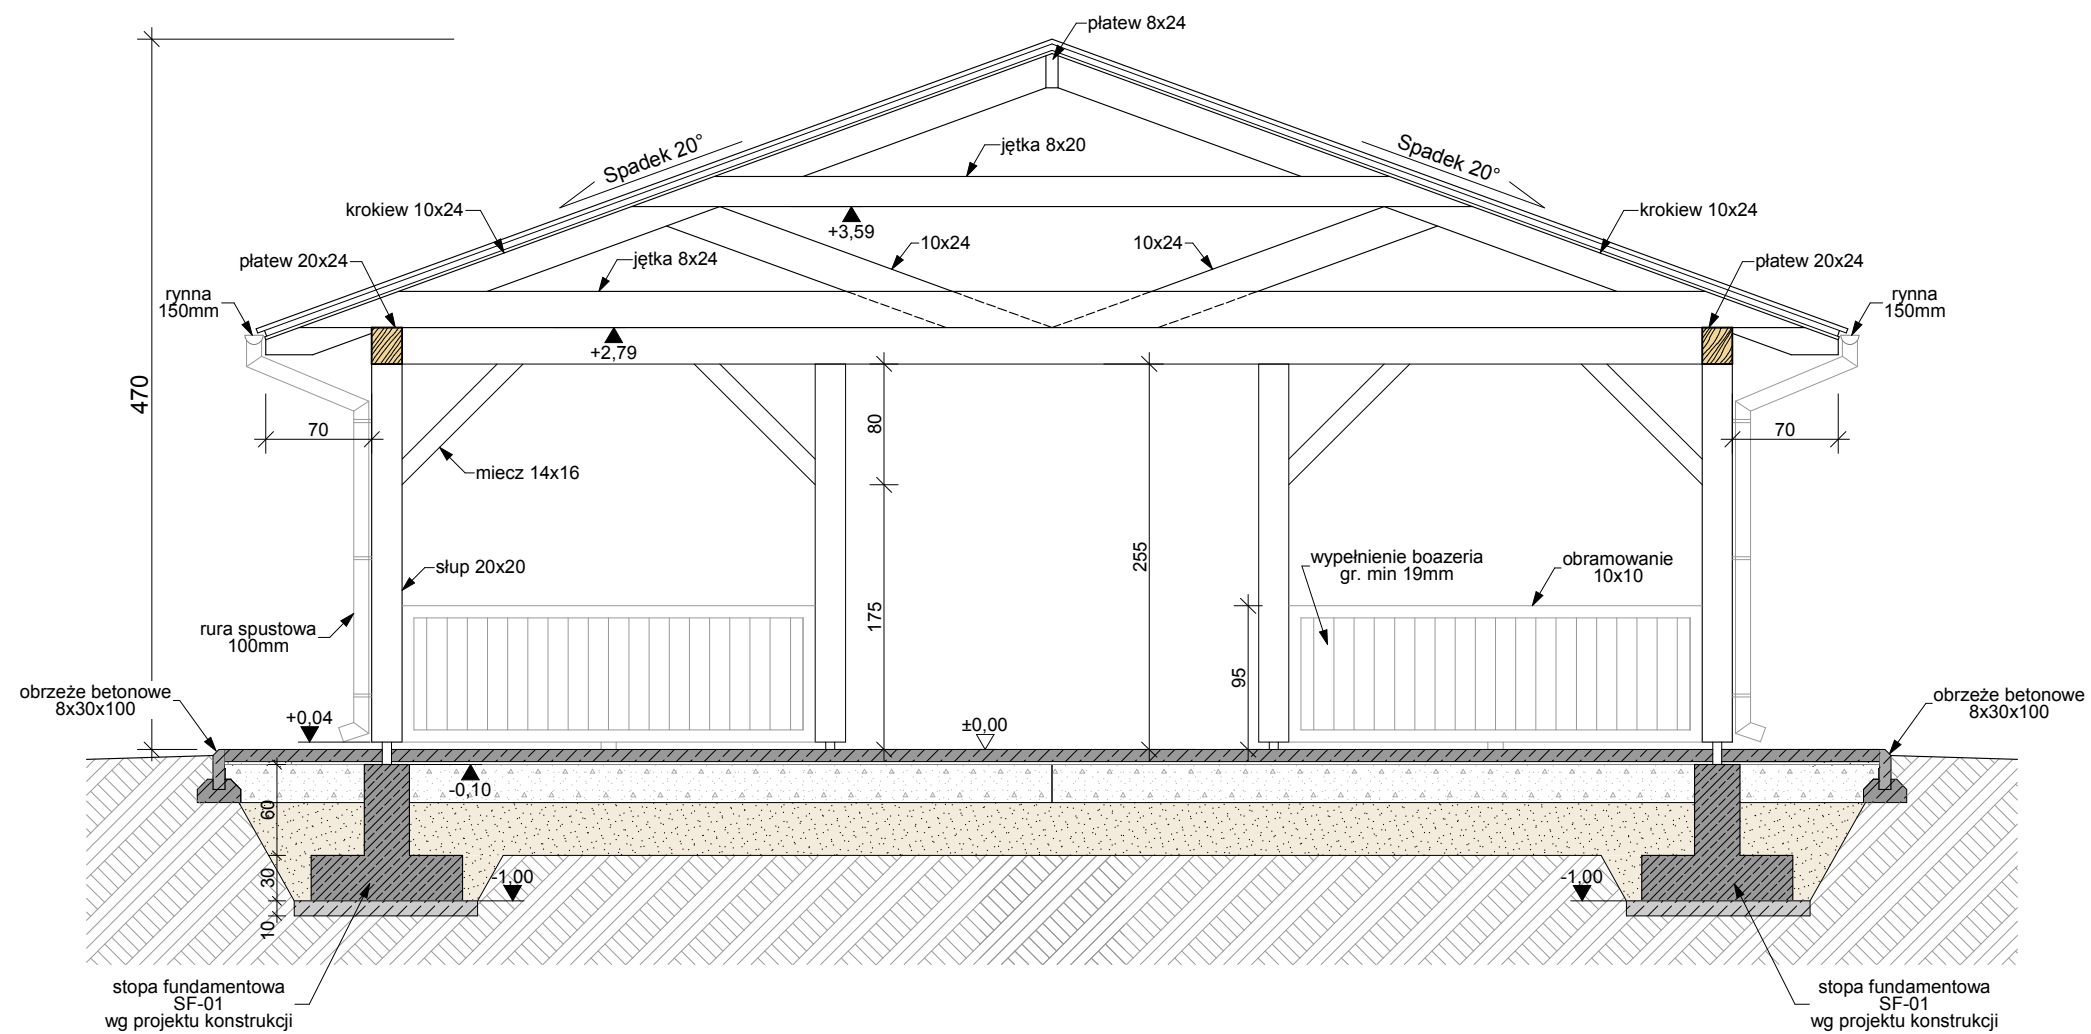 płatew 8x24
jętka 8x20
Spadek 20°
Spadek 20°
krokiew 10x24
krokiew 10x24
+3,59
10x24
10x24
płatew 20x24
jętka 8x24
płatew 20x24
rynna
150mm
rynna
150mm
+2,79
470
70
80
70
miecz 14x16
255
słup 20x20
wypełnienie boazeria
gr. min 19mm
obramowanie
10x10
175
rura spustowa
100mm
95
obrzeże betonowe
8x30x100
+0,04
±0,00
obrzeże betonowe
8x30x100
-0,10
60
30
-1,00
-1,00
10
stopa fundamentowa
SF-01
wg projektu konstrukcji
stopa fundamentowa
SF-01
wg projektu konstrukcji